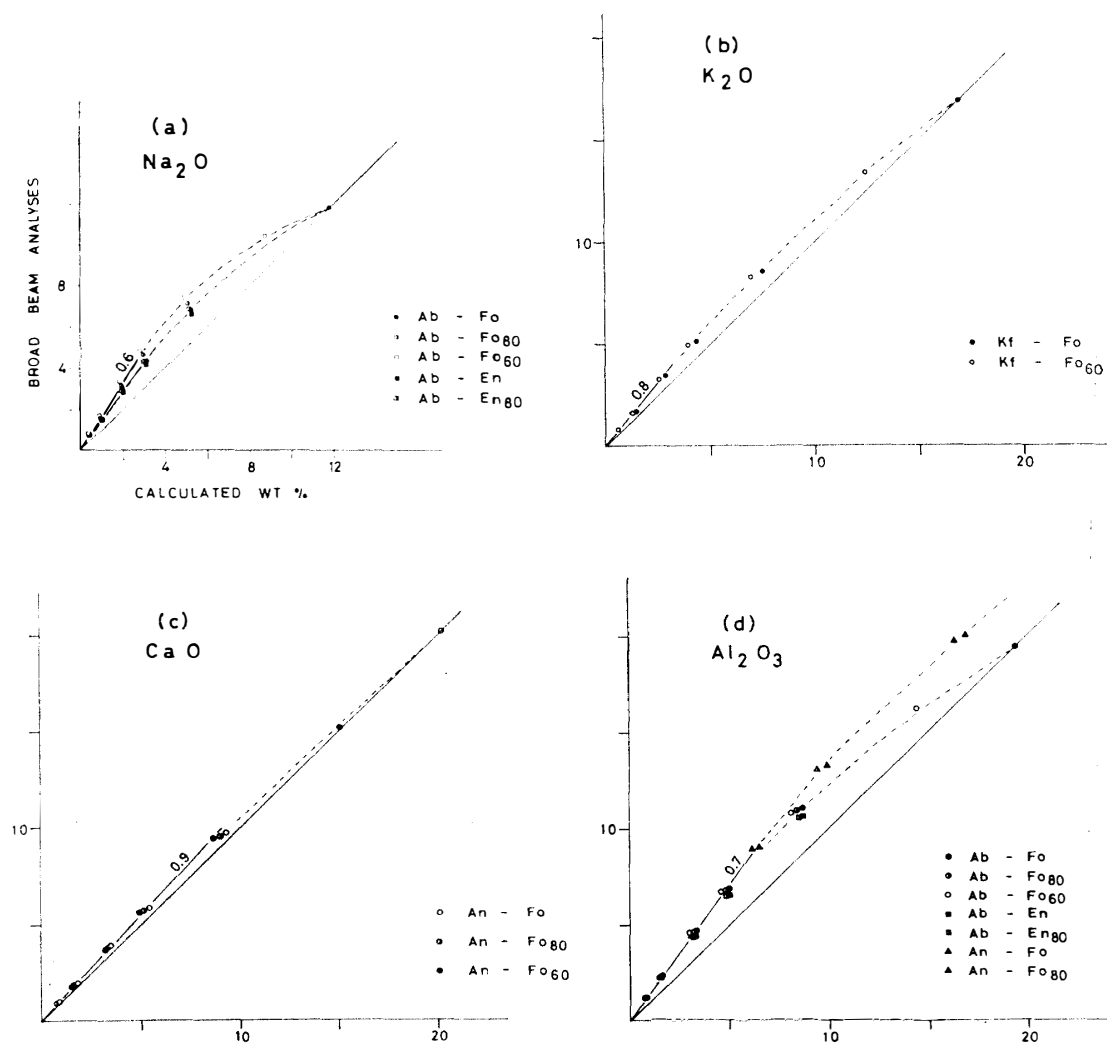 (a)
Na2O
BROAD BEAM ANALYSES
8
4
0.6
4
8
12
CALCULATED WT %
Ab - Fo
Ab - Fo80
Ab - Fo60
Ab - En
Ab - En80
(b)
K2O
10
0.8
10
20
Kf - Fo
Kf - Fo60
(c)
CaO
10
0.9
10
20
An - Fo
An - Fo80
An - Fo60
(d)
Al2O3
10
0.7
10
20
Ab - Fo
Ab - Fo80
Ab - Fo60
Ab - En
Ab - En80
An - Fo
An - Fo80